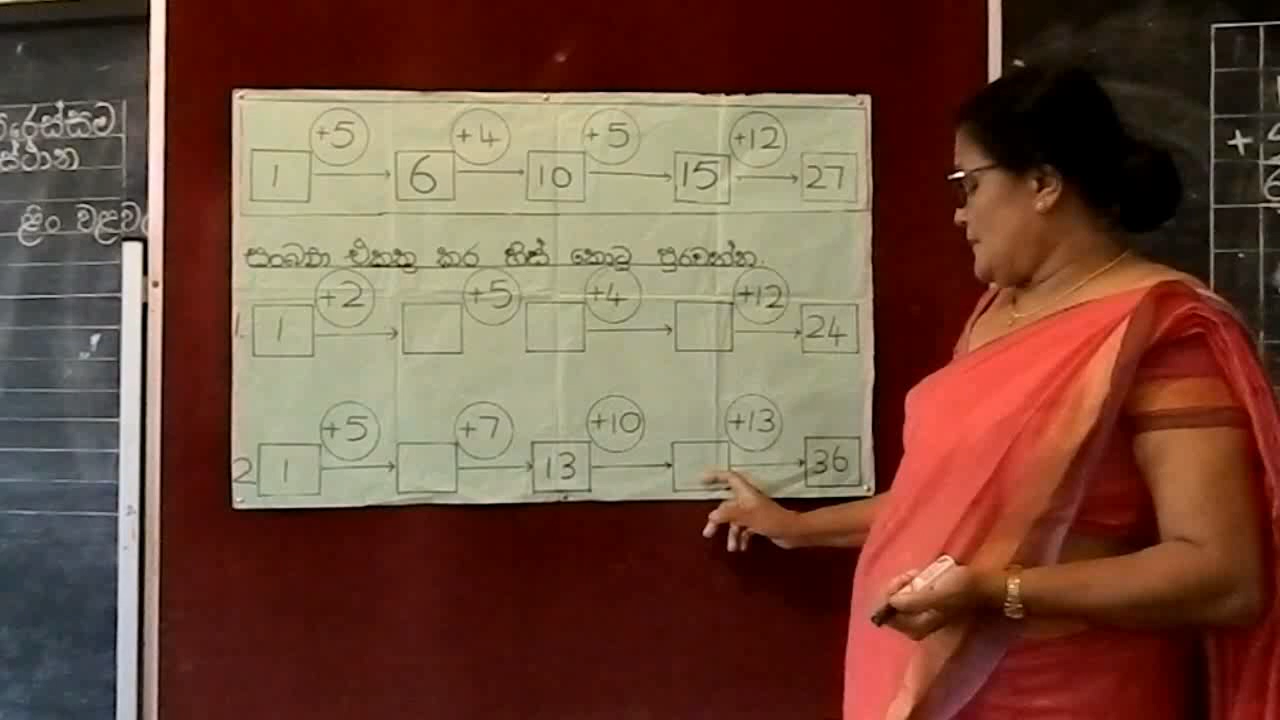 +5 +4 +5 +12
1 6 10 15 27
සංඛ්‍යා එකතු කර හිස් කොටු පුරවන්න.
+2 +5 +4 +12
1. 1 24
+5 +7 +10 +13
2 1 13 36